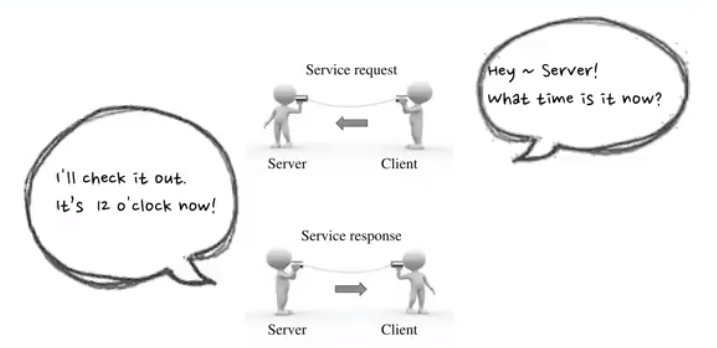 Service request
Hey ~ Server!
What time is it now?
Server
Client
I'll check it out.
It's 12 o'clock now!
Service response
Server
Client